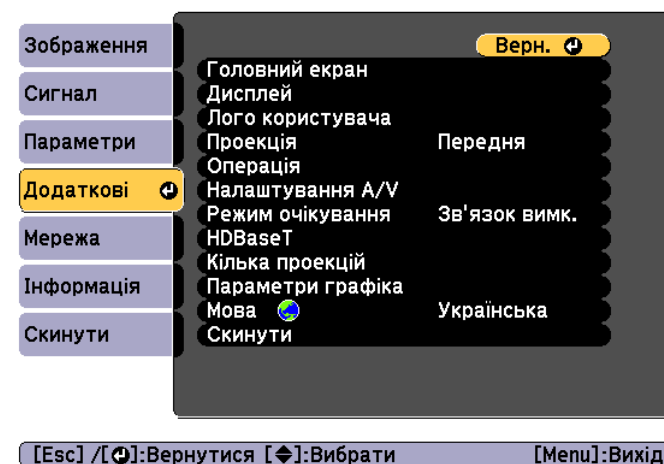 Зображення
Сигнал
Параметри
Додаткові
Мережа
Інформація
Скинути
Верн.
Головний екран
Дисплей
Лого користувача
Проекція Передня
Операція
Налаштування A/V
Режим очікування Зв'язок вимк.
HDBaseT
Кілька проекцій
Параметри графіка
Мова Українська
Скинути
[Esc] /[]:Вернутися []:Вибрати [Menu]:Вихід